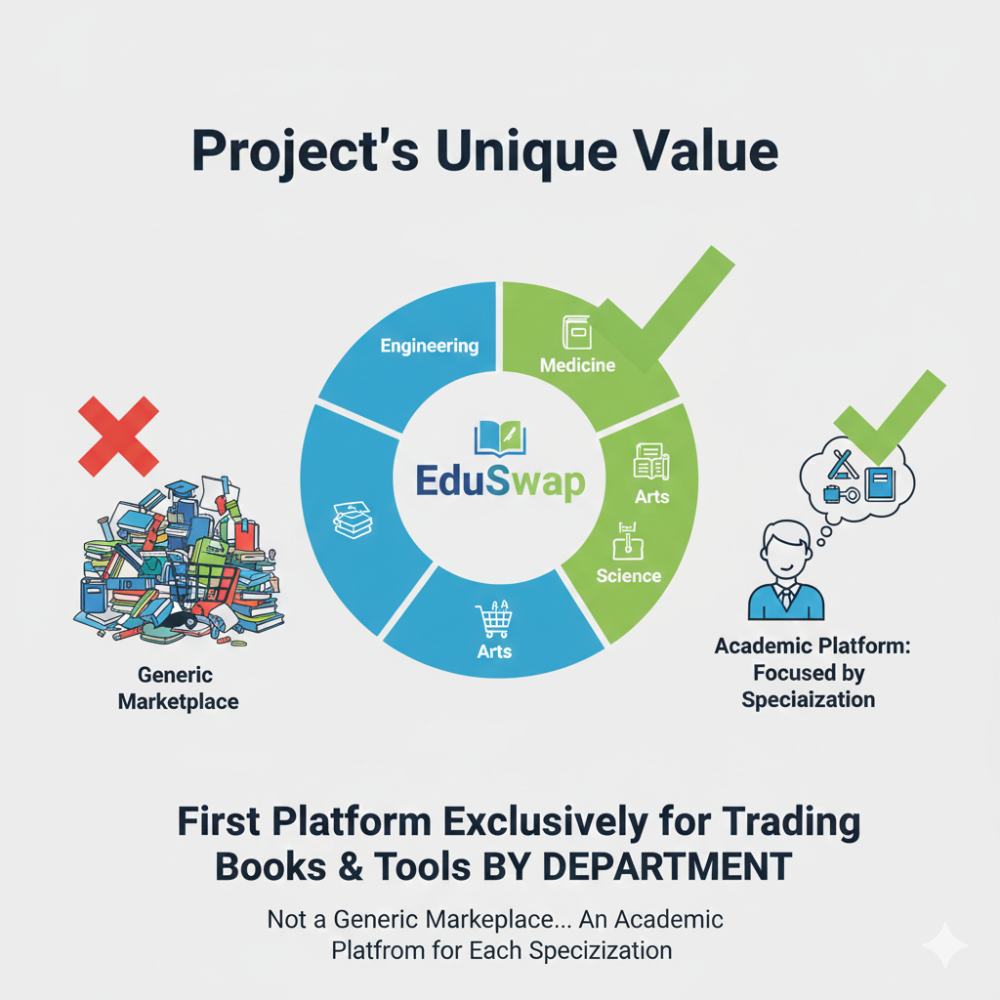 Project's Unique Value
Engineering
Medicine
EduSwap
Arts
Science
Arts
Generic
Marketplace
Academic Platform:
Focused by
Speciaization
First Platform Exclusively for Trading
Books & Tools BY DEPARTMENT
Not a Generic Markeplace... An Academic
Platfrom for Each Specizization